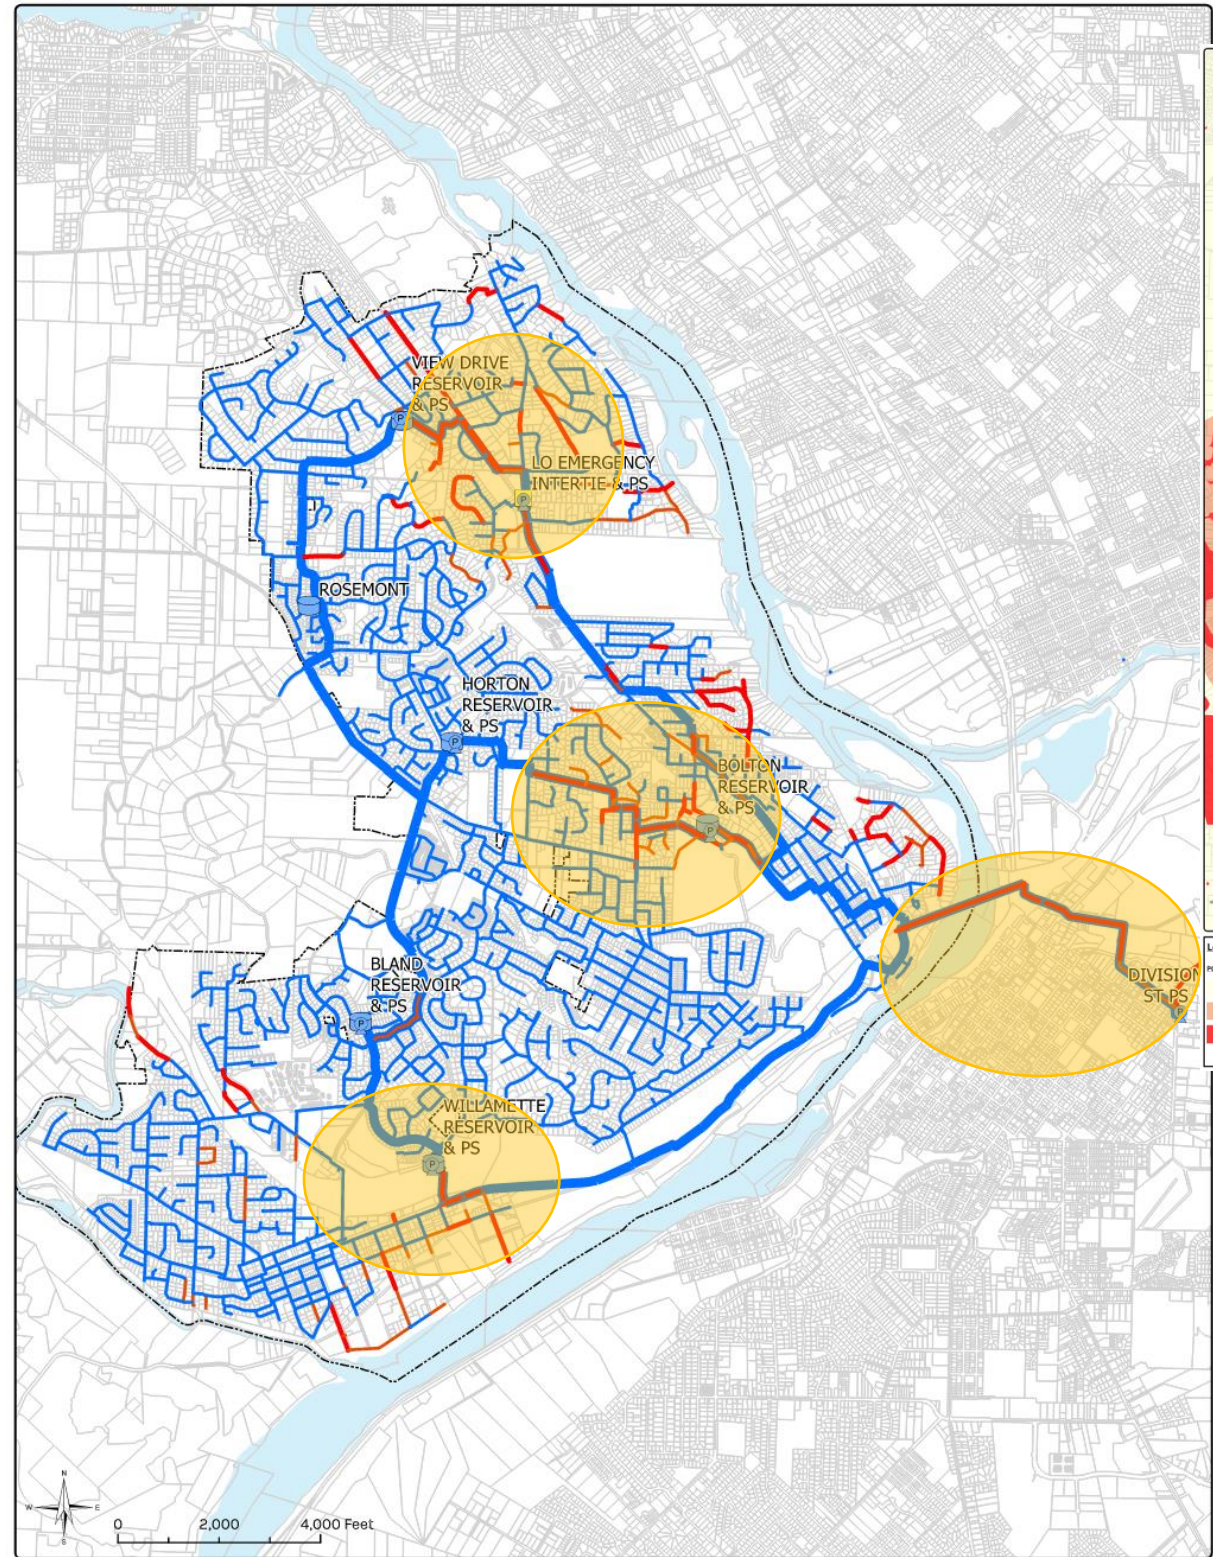 VIEW DRIVE
RESERVOIR
& PS
LO EMERGENCY
INTERTIE & PS
ROSEMONT
HORTON
RESERVOIR
& PS
BOLTON
RESERVOIR
& PS
DIVISION
ST PS
BLAND
RESERVOIR
& PS
WILLAMETTE
RESERVOIR
& PS
N
W E
S
0 2,000 4,000 Feet